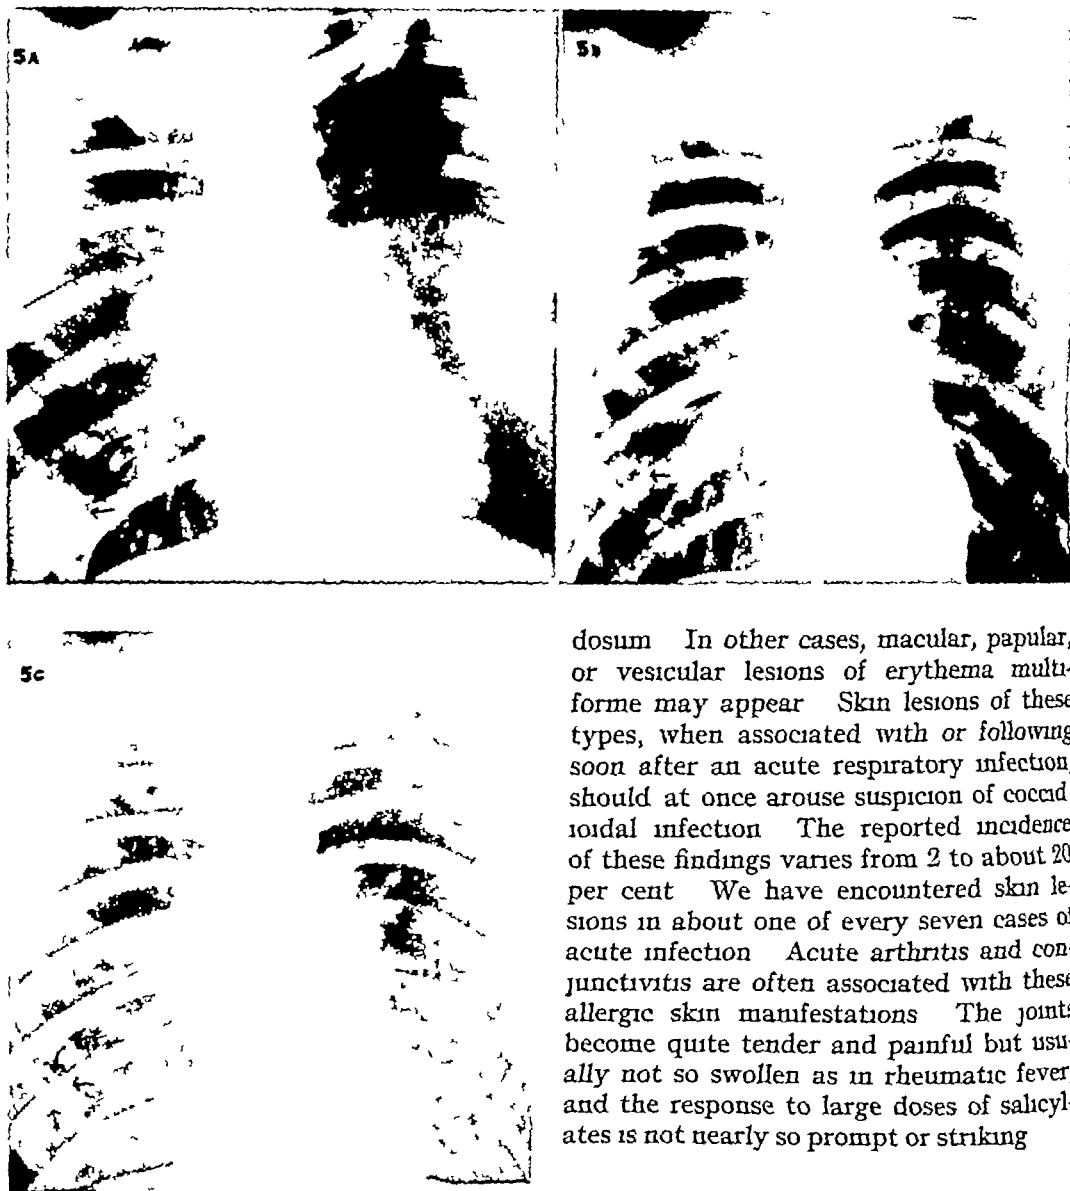 5A
5B
5C
dosum In other cases, macular, papular,
or vesicular lesions of erythema multi-
forme may appear Skin lesions of these
types, when associated with or following
soon after an acute respiratory infection,
should at once arouse suspicion of coccid
ioidal infection The reported incidence
of these findings varies from 2 to about 20
per cent We have encountered skin le-
sions in about one of every seven cases of
acute infection Acute arthritis and con-
junctivitis are often associated with these
allergic skin manifestations The joints
become quite tender and painful but usu-
ally not so swollen as in rheumatic fever,
and the response to large doses of salicyl-
ates is not nearly so prompt or striking